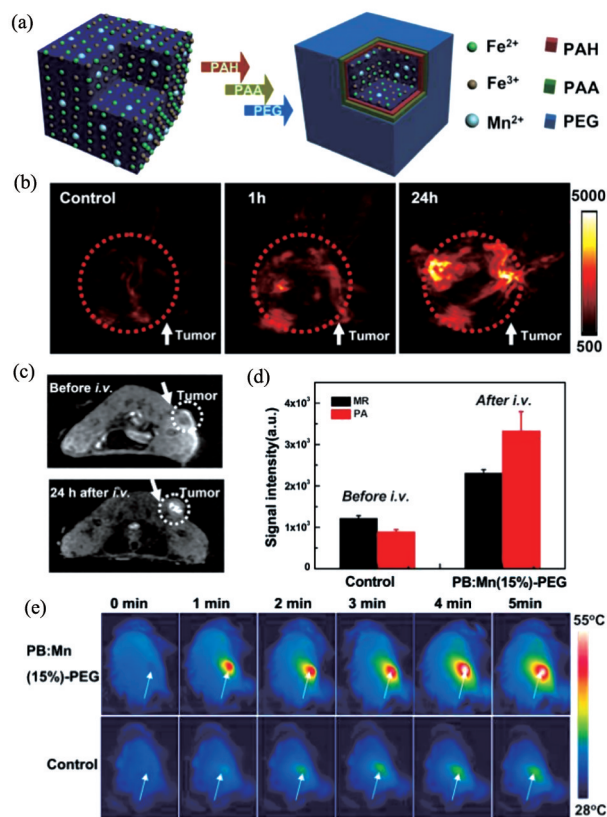 (a)
PAH
PAA
PEG
Fe²⁺
PAH
Fe³⁺
PAA
Mn²⁺
PEG
(b)
Control
1h
24h
5000
500
Tumor
Tumor
Tumor
(c)
Before i.v.
Tumor
24 h after i.v.
Tumor
(d)
Signal intensity(a.u.)
4x10³
3x10³
2x10³
1x10³
0
MR
PA
Before i.v.
After i.v.
Control
PB:Mn(15%)-PEG
(e)
0 min
1 min
2 min
3 min
4 min
5min
PB:Mn
(15%)-PEG
Control
55°C
28°C